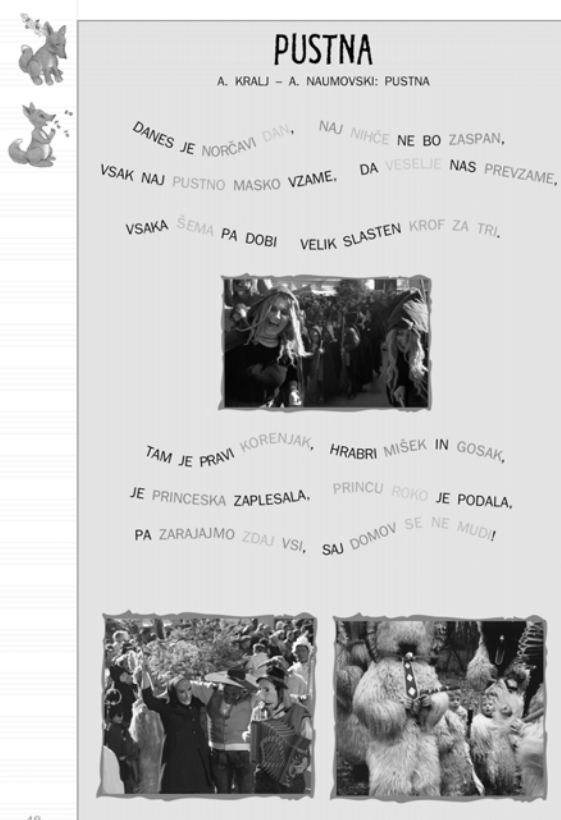 PUSTNA
A. KRALJ – A. NAUMOVSKI: PUSTNA
DANES JE NORČAVI DAN, NAJ NIHČE NE BO ZASPAN,
VSAK NAJ PUSTNO MASKO VZAME, DA VESELJE NAS PREVZAME,
VSAKA ŠEMA PA DOBI VELIK SLASTEN KROF ZA TRI.
TAM JE PRAVI KORENJAK, HRABRI MIŠEK IN GOSAK,
JE PRINCESKA ZAPLESALA, PRINCU ROKO JE PODALA,
PA ZARAJAJMO ZDAJ VSI, SAJ DOMOV SE NE MUDI!